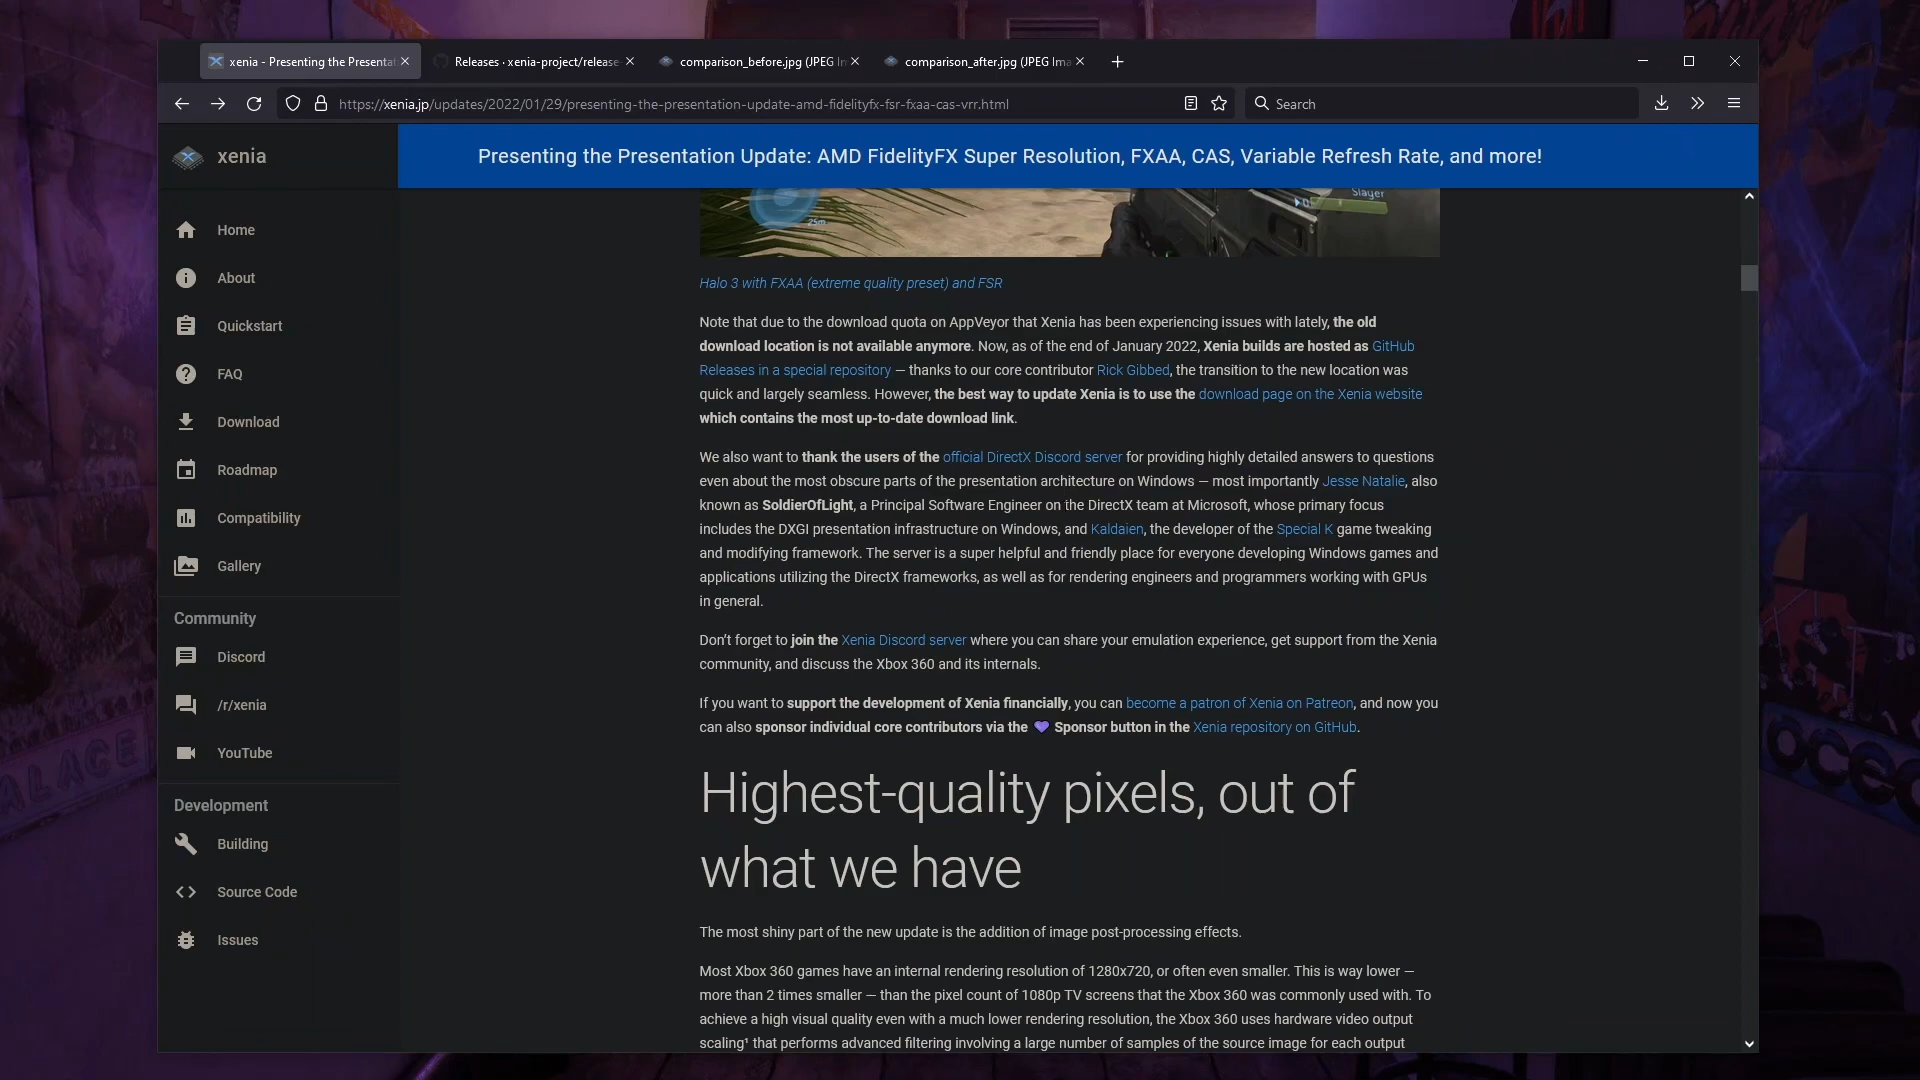 xenia - Presenting the Presentat
Releases · xenia-project/release
comparison_before.jpg (JPEG Im
comparison_after.jpg (JPEG Ima
https://xenia.jp/updates/2022/01/29/presenting-the-presentation-update-amd-fidelityfx-fsr-fxaa-cas-vrr.html
Search
xenia
Presenting the Presentation Update: AMD FidelityFX Super Resolution, FXAA, CAS, Variable Refresh Rate, and more!
Home
About
Quickstart
FAQ
Download
Roadmap
Compatibility
Gallery
Community
Discord
/r/xenia
YouTube
Development
Building
Source Code
Issues
Slayer
25m
Halo 3 with FXAA (extreme quality preset) and FSR
Note that due to the download quota on AppVeyor that Xenia has been experiencing issues with lately, the old
download location is not available anymore. Now, as of the end of January 2022, Xenia builds are hosted as GitHub
Releases in a special repository — thanks to our core contributor Rick Gibbed, the transition to the new location was
quick and largely seamless. However, the best way to update Xenia is to use the download page on the Xenia website
which contains the most up-to-date download link.
We also want to thank the users of the official DirectX Discord server for providing highly detailed answers to questions
even about the most obscure parts of the presentation architecture on Windows — most importantly Jesse Natalie, also
known as SoldierOfLight, a Principal Software Engineer on the DirectX team at Microsoft, whose primary focus
includes the DXGI presentation infrastructure on Windows, and Kaldaien, the developer of the Special K game tweaking
and modifying framework. The server is a super helpful and friendly place for everyone developing Windows games and
applications utilizing the DirectX frameworks, as well as for rendering engineers and programmers working with GPUs
in general.
Don't forget to join the Xenia Discord server where you can share your emulation experience, get support from the Xenia
community, and discuss the Xbox 360 and its internals.
If you want to support the development of Xenia financially, you can become a patron of Xenia on Patreon, and now you
can also sponsor individual core contributors via the 💜 Sponsor button in the Xenia repository on GitHub.
Highest-quality pixels, out of
what we have
The most shiny part of the new update is the addition of image post-processing effects.
Most Xbox 360 games have an internal rendering resolution of 1280x720, or often even smaller. This is way lower —
more than 2 times smaller — than the pixel count of 1080p TV screens that the Xbox 360 was commonly used with. To
achieve a high visual quality even with a much lower rendering resolution, the Xbox 360 uses hardware video output
scaling¹ that performs advanced filtering involving a large number of samples of the source image for each output